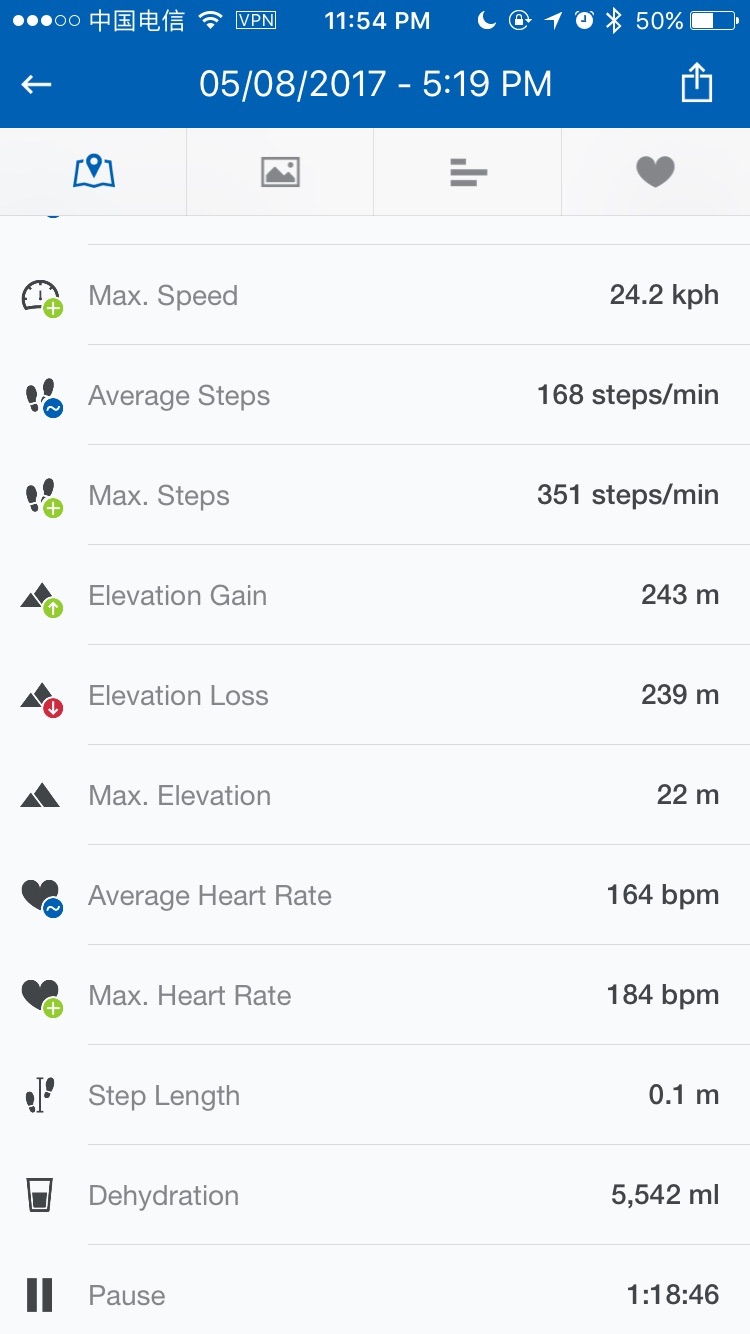 中国电信 VPN 11:54 PM 50%
05/08/2017 - 5:19 PM
Max. Speed 24.2 kph
Average Steps 168 steps/min
Max. Steps 351 steps/min
Elevation Gain 243 m
Elevation Loss 239 m
Max. Elevation 22 m
Average Heart Rate 164 bpm
Max. Heart Rate 184 bpm
Step Length 0.1 m
Dehydration 5,542 ml
Pause 1:18:46